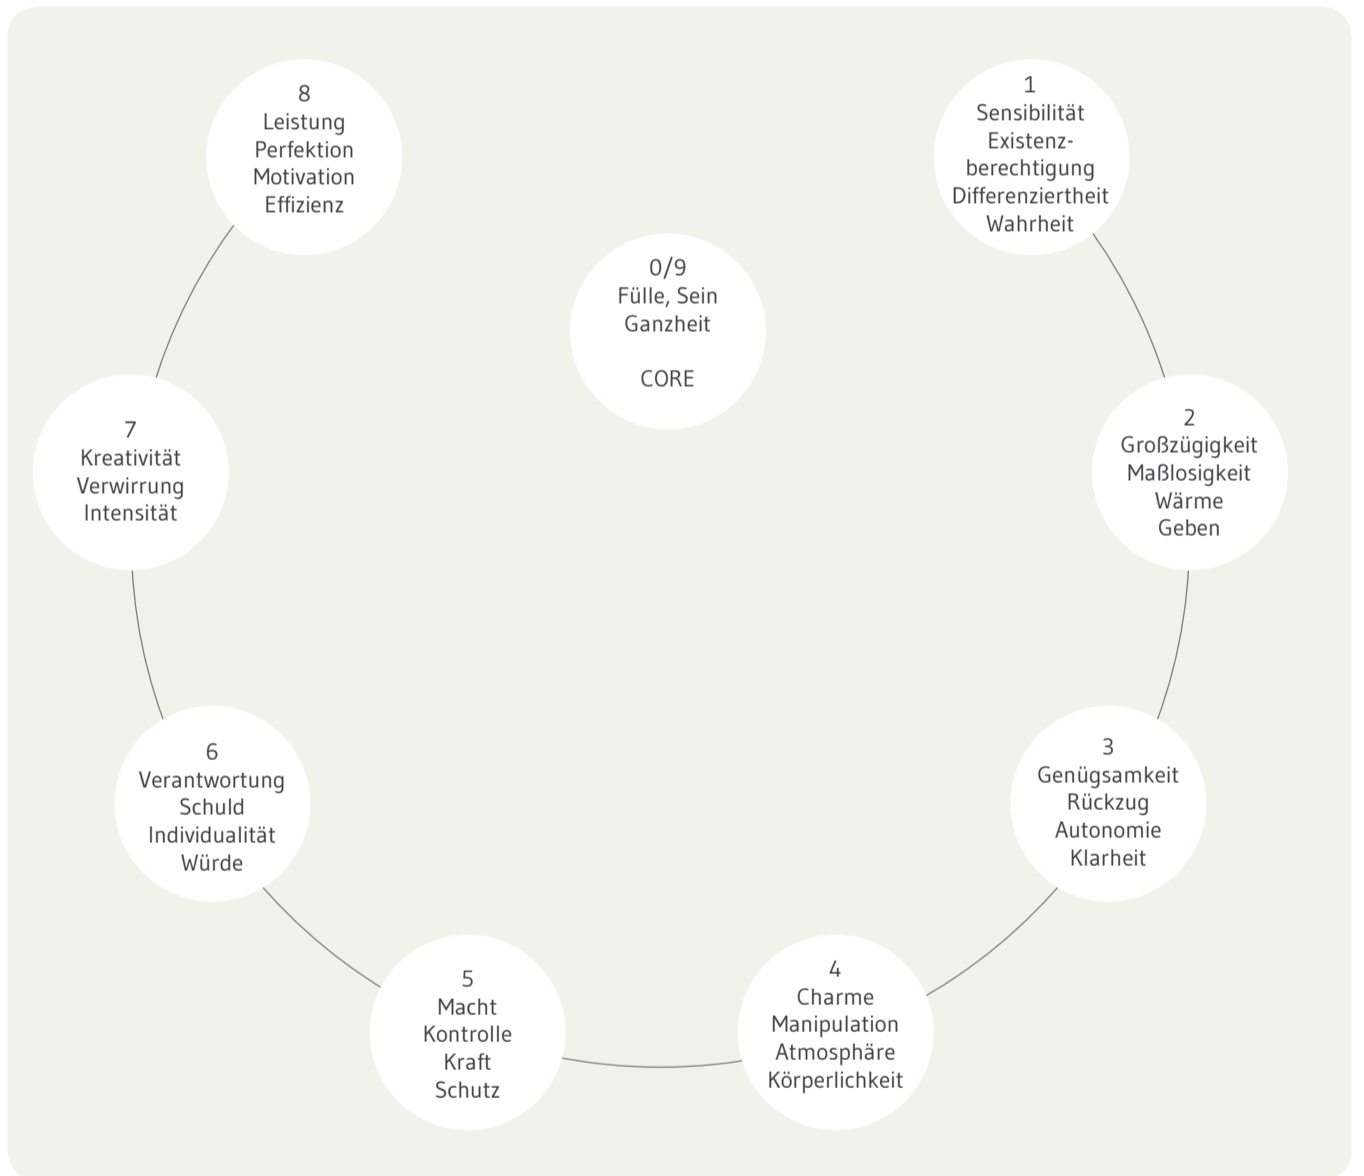 8
Leistung
Perfektion
Motivation
Effizienz
1
Sensibilität
Existenz-
berechtigung
Differenziertheit
Wahrheit
0/9
Fülle, Sein
Ganzheit
CORE
7
Kreativität
Verwirrung
Intensität
2
Großzügigkeit
Maßlosigkeit
Wärme
Geben
6
Verantwortung
Schuld
Individualität
Würde
3
Genügsamkeit
Rückzug
Autonomie
Klarheit
5
Macht
Kontrolle
Kraft
Schutz
4
Charme
Manipulation
Atmosphäre
Körperlichkeit